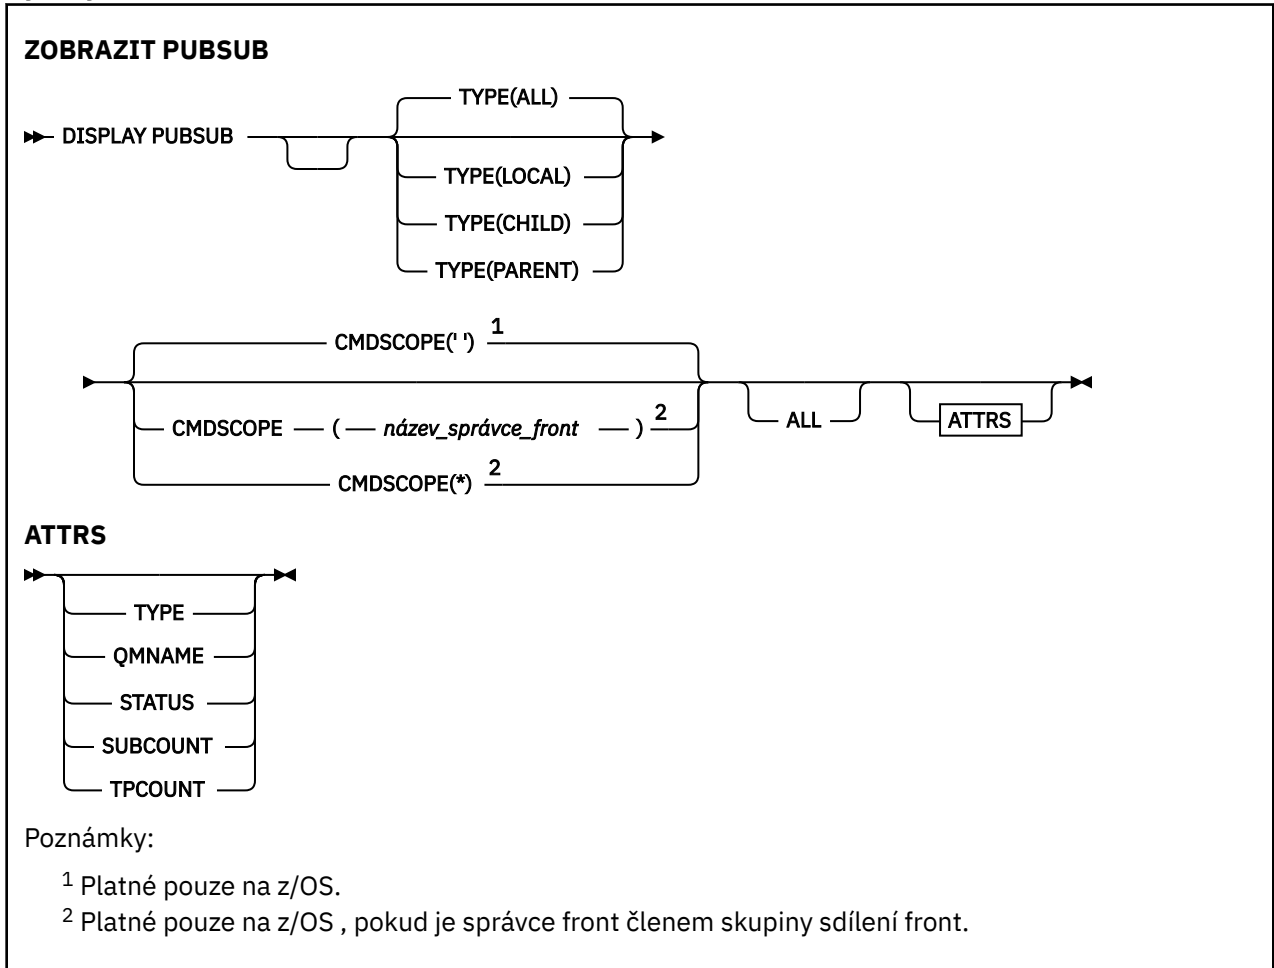 ZOBRAZIT PUBSUB
TYPE(ALL)
DISPLAY PUBSUB
TYPE(LOCAL)
TYPE(CHILD)
TYPE(PARENT)
CMDSCOPE(' ') 1
CMDSCOPE ( název_správce_front ) 2
ALL
ATTRS
CMDSCOPE(*) 2
ATTRS
TYPE
QMNAME
STATUS
SUBCOUNT
TPCOUNT
Poznámky:
1 Platné pouze na z/OS.
2 Platné pouze na z/OS , pokud je správce front členem skupiny sdílení front.